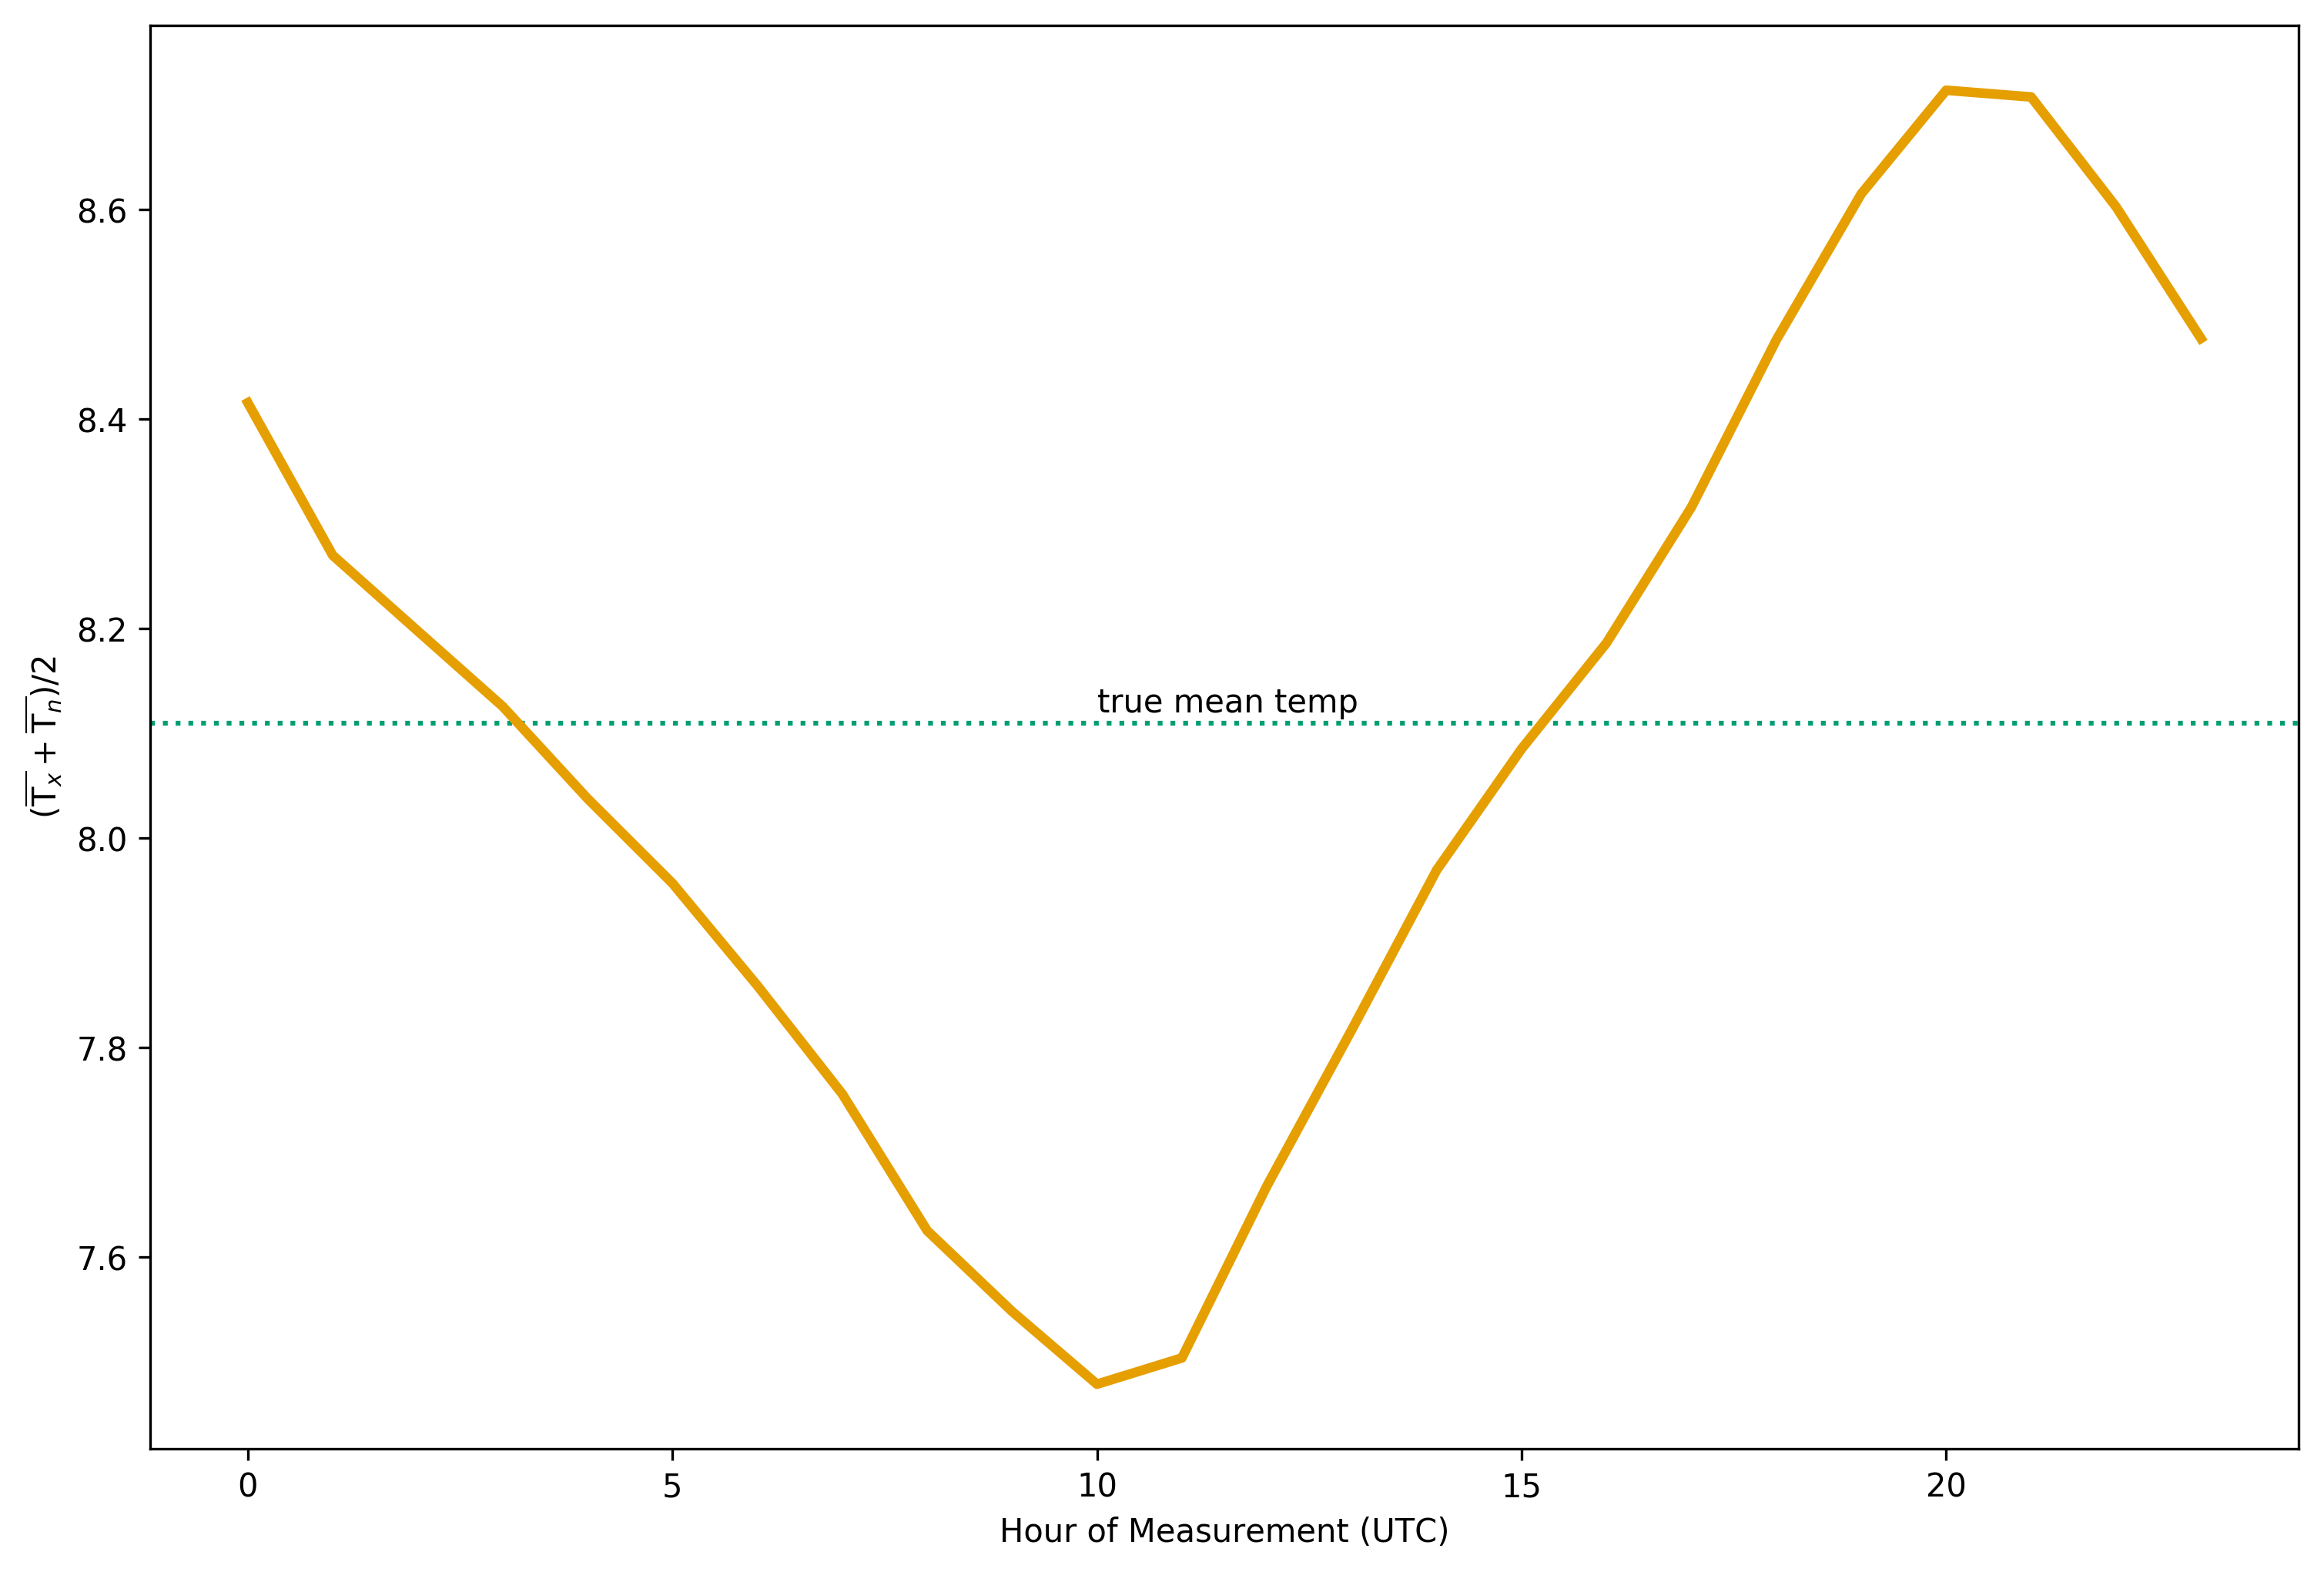 (T̅ₓ + T̅ₙ)/2
8.6
8.4
8.2
8.0
7.8
7.6
true mean temp
0 5 10 15 20
Hour of Measurement (UTC)